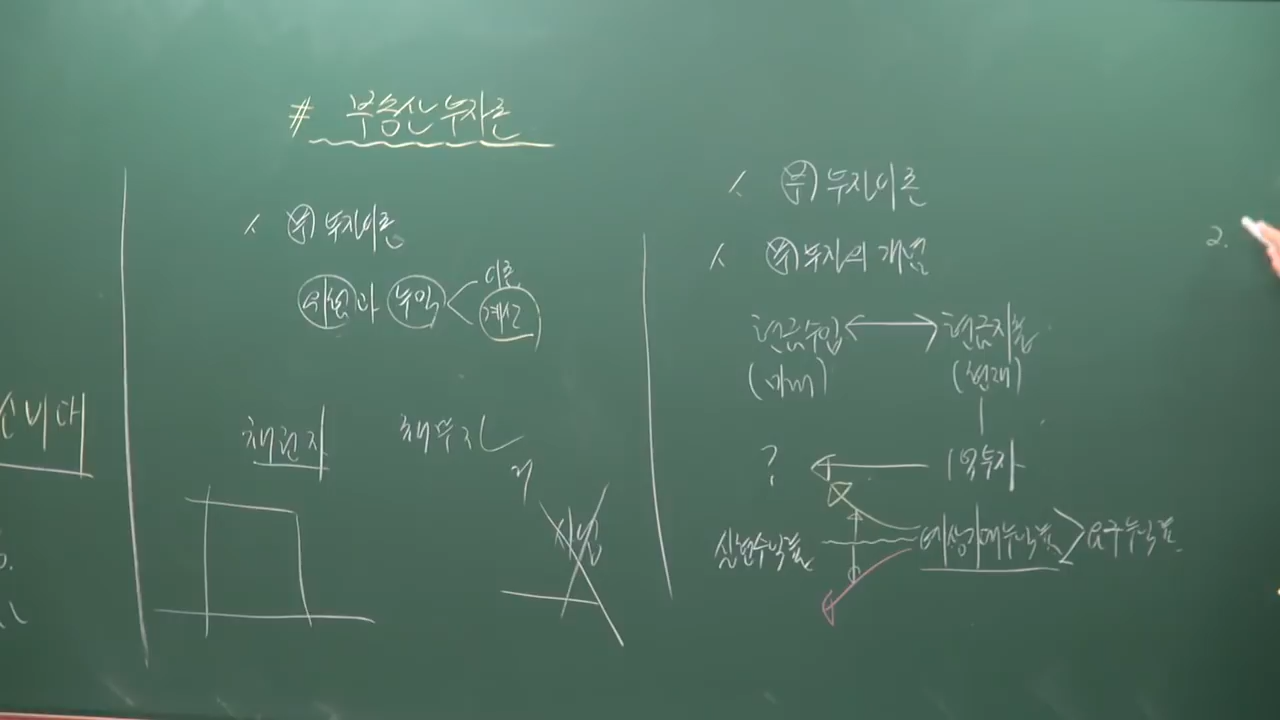 # 부동산투자론
1. 부) 투자이론
위험과 수익 < 이론
계산
채권자 채무자
1. 부) 투자이론
1. 부) 투자의 개념
현금수입 ↔ 현금지출
(미래) (현재)
? ← 1억투자
실현수익률 예상기대수익률 > 요구수익률
2.